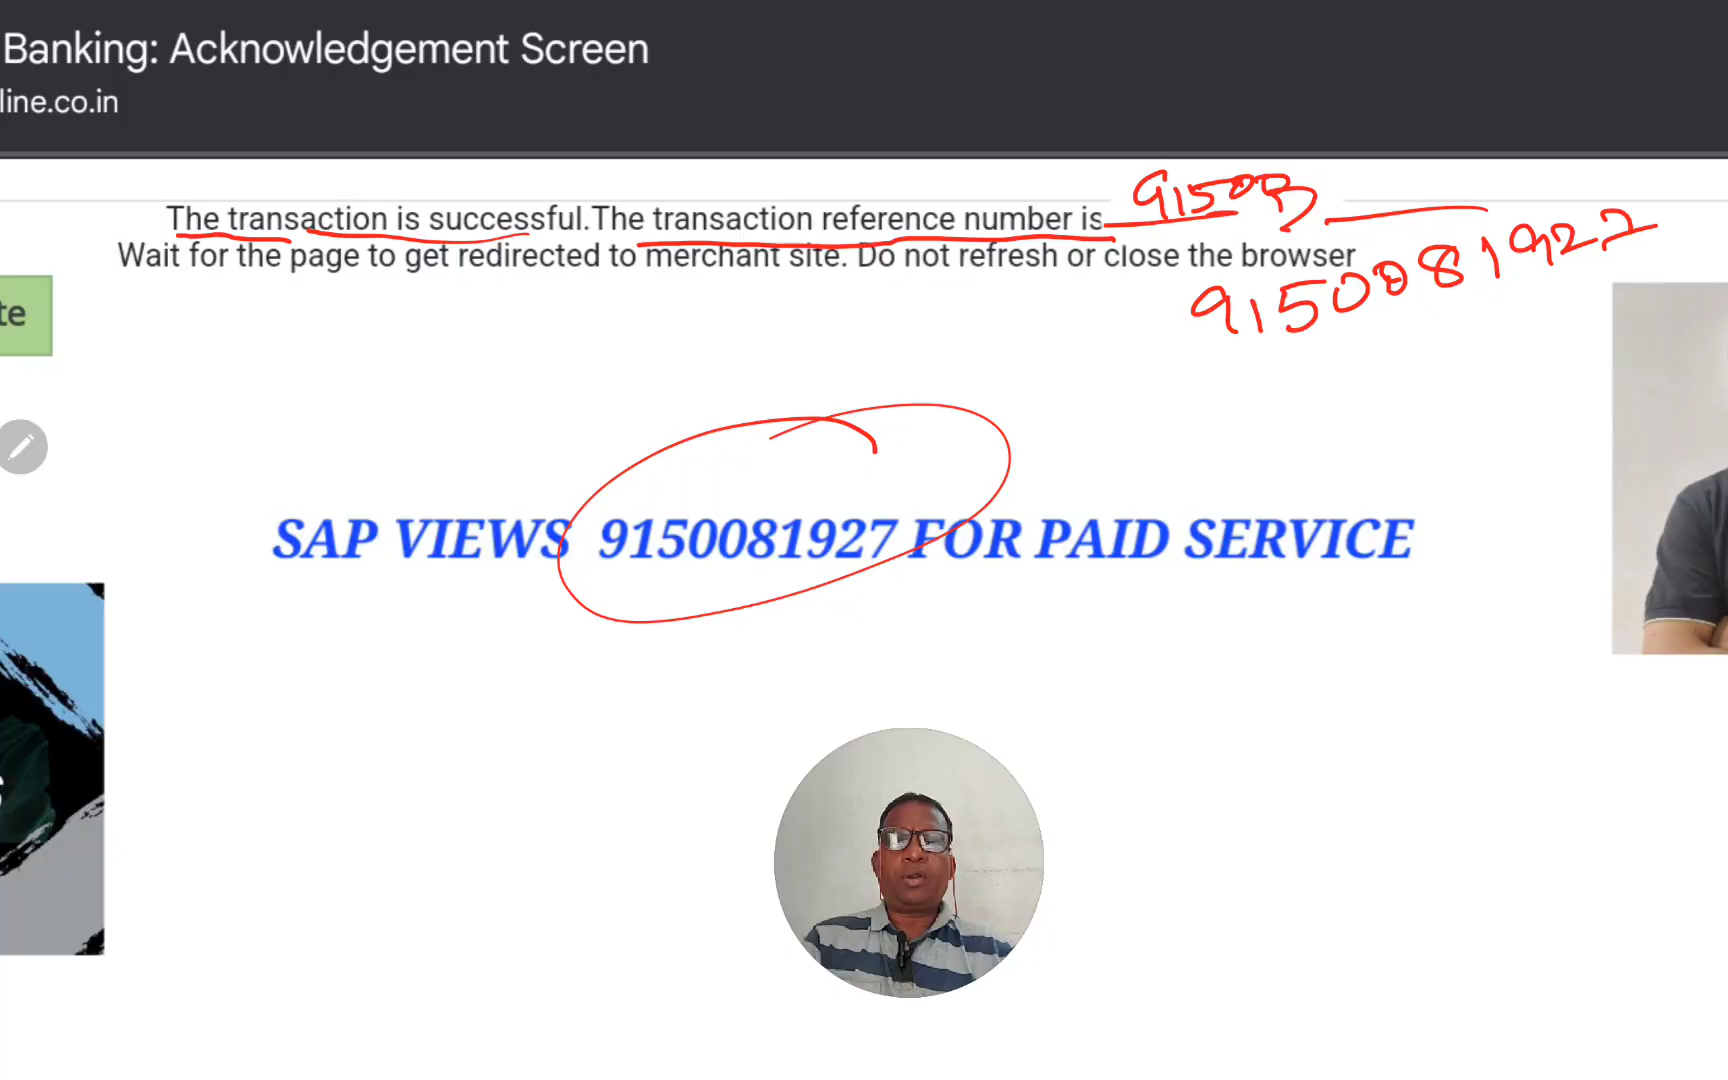 Banking: Acknowledgement Screen
line.co.in
The transaction is successful.The transaction reference number is
Wait for the page to get redirected to merchant site. Do not refresh or close the browser
9150081927
te
SAP VIEWS 9150081927 FOR PAID SERVICE